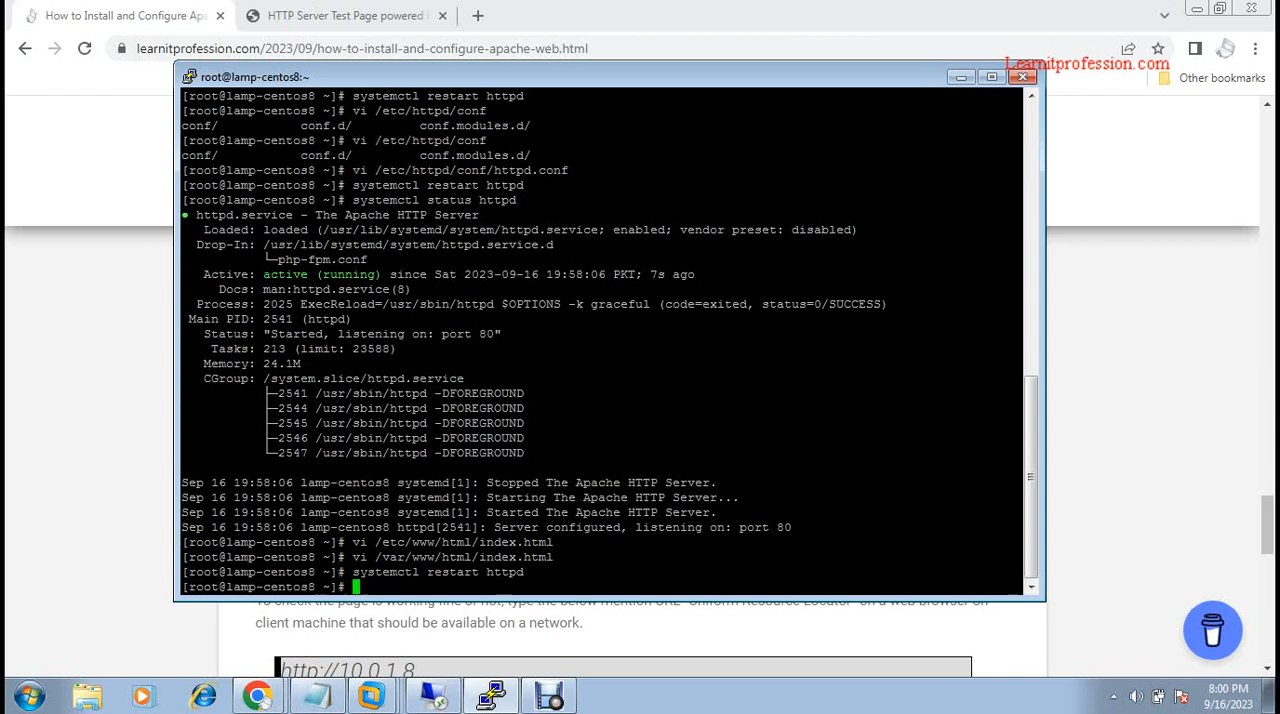 How to Install and Configure Apa
HTTP Server Test Page powered
learnitprofession.com/2023/09/how-to-install-and-configure-apache-web.html
Learnitprofession.com
Other bookmarks
root@lamp-centos8:~
[root@lamp-centos8 ~]# systemctl restart httpd
[root@lamp-centos8 ~]# vi /etc/httpd/conf
conf/ conf.d/ conf.modules.d/
[root@lamp-centos8 ~]# vi /etc/httpd/conf
conf/ conf.d/ conf.modules.d/
[root@lamp-centos8 ~]# vi /etc/httpd/conf/httpd.conf
[root@lamp-centos8 ~]# systemctl restart httpd
[root@lamp-centos8 ~]# systemctl status httpd
● httpd.service - The Apache HTTP Server
Loaded: loaded (/usr/lib/systemd/system/httpd.service; enabled; vendor preset: disabled)
Drop-In: /usr/lib/systemd/system/httpd.service.d
└─php-fpm.conf
Active: active (running) since Sat 2023-09-16 19:58:06 PKT; 7s ago
Docs: man:httpd.service(8)
Process: 2025 ExecReload=/usr/sbin/httpd $OPTIONS -k graceful (code=exited, status=0/SUCCESS)
Main PID: 2541 (httpd)
Status: "Started, listening on: port 80"
Tasks: 213 (limit: 23588)
Memory: 24.1M
CGroup: /system.slice/httpd.service
├─2541 /usr/sbin/httpd -DFOREGROUND
├─2544 /usr/sbin/httpd -DFOREGROUND
├─2545 /usr/sbin/httpd -DFOREGROUND
├─2546 /usr/sbin/httpd -DFOREGROUND
└─2547 /usr/sbin/httpd -DFOREGROUND
Sep 16 19:58:06 lamp-centos8 systemd[1]: Stopped The Apache HTTP Server.
Sep 16 19:58:06 lamp-centos8 systemd[1]: Starting The Apache HTTP Server...
Sep 16 19:58:06 lamp-centos8 systemd[1]: Started The Apache HTTP Server.
Sep 16 19:58:06 lamp-centos8 httpd[2541]: Server configured, listening on: port 80
[root@lamp-centos8 ~]# vi /etc/www/html/index.html
[root@lamp-centos8 ~]# vi /var/www/html/index.html
[root@lamp-centos8 ~]# systemctl restart httpd
[root@lamp-centos8 ~]#
To check the page is working fine or not, type the below mention URL "Uniform Resource Locator" on a web browser on
client machine that should be available on a network.
http://10.0.1.8
8:00 PM
9/16/2023